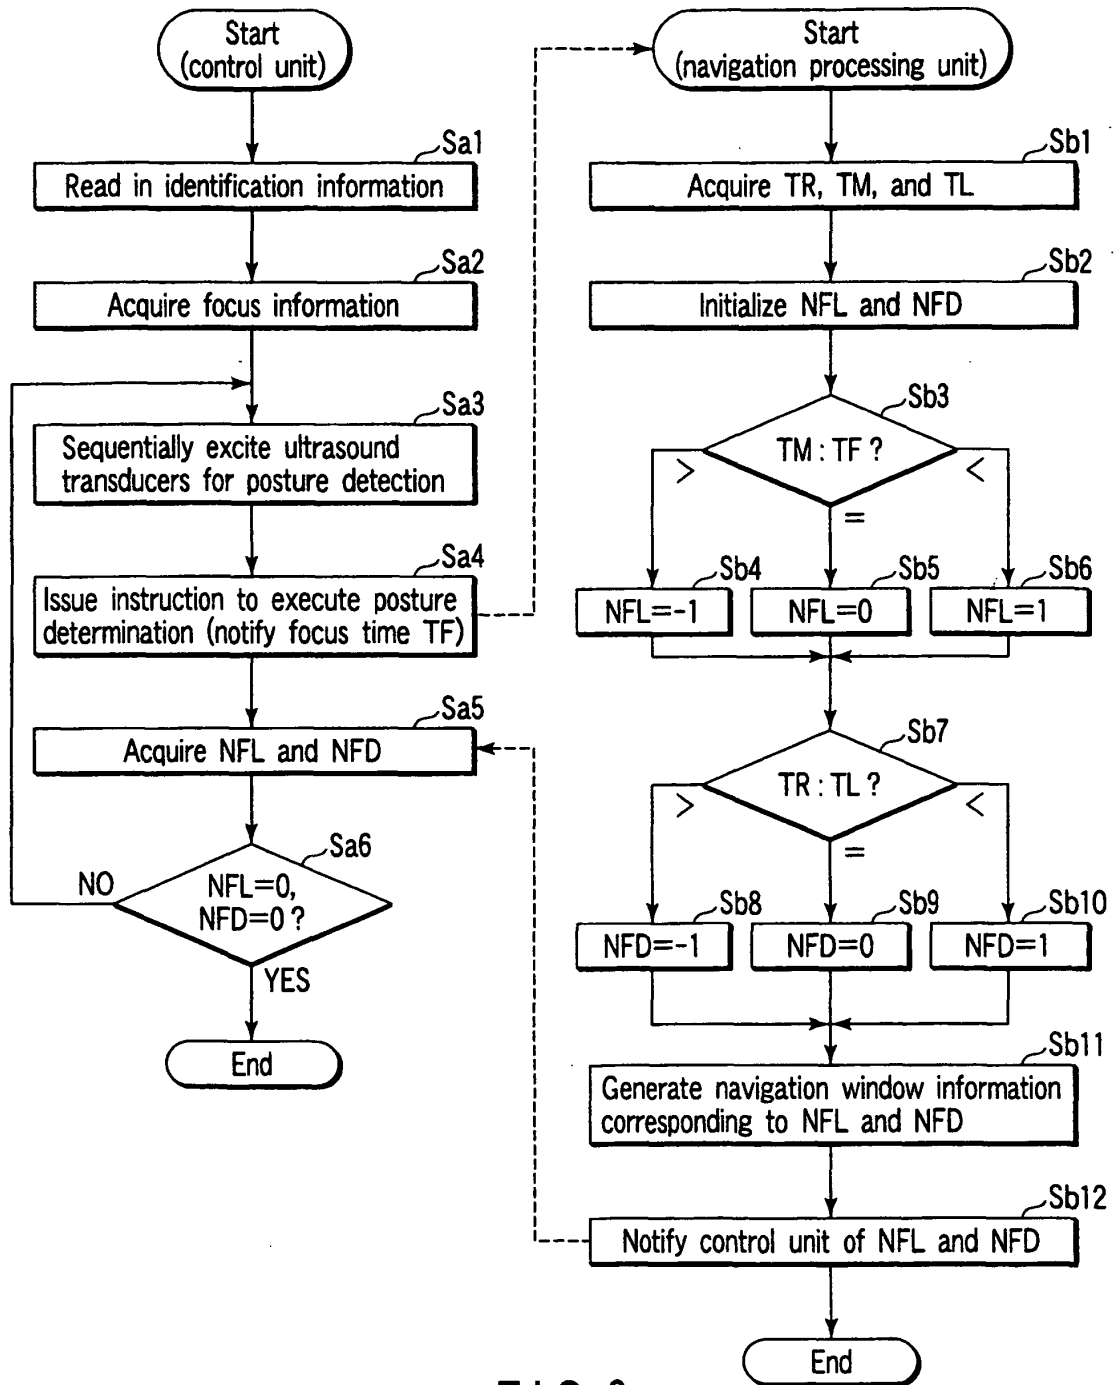 Start
(control unit)
Sa1
Read in identification information
Sa2
Acquire focus information
Sa3
Sequentially excite ultrasound
transducers for posture detection
Sa4
Issue instruction to execute posture
determination (notify focus time TF)
Sa5
Acquire NFL and NFD
Sa6
NFL=0,
NFD=0?
NO
YES
End
Start
(navigation processing unit)
Sb1
Acquire TR, TM, and TL
Sb2
Initialize NFL and NFD
Sb3
TM : TF ?
>
=
<
Sb4
NFL=-1
Sb5
NFL=0
Sb6
NFL=1
Sb7
TR : TL ?
>
=
<
Sb8
NFD=-1
Sb9
NFD=0
Sb10
NFD=1
Sb11
Generate navigation window information
corresponding to NFL and NFD
Sb12
Notify control unit of NFL and NFD
End